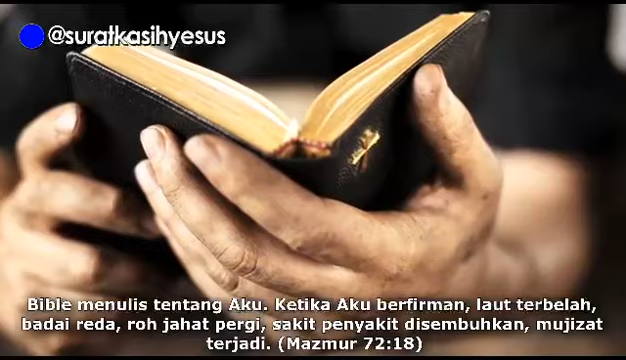 @suratkasihyesus
Bible menulis tentang Aku. Ketika Aku berfirman, laut terbelah,
badai reda, roh jahat pergi, sakit penyakit disembuhkan, mujizat
terjadi. (Mazmur 72:18)